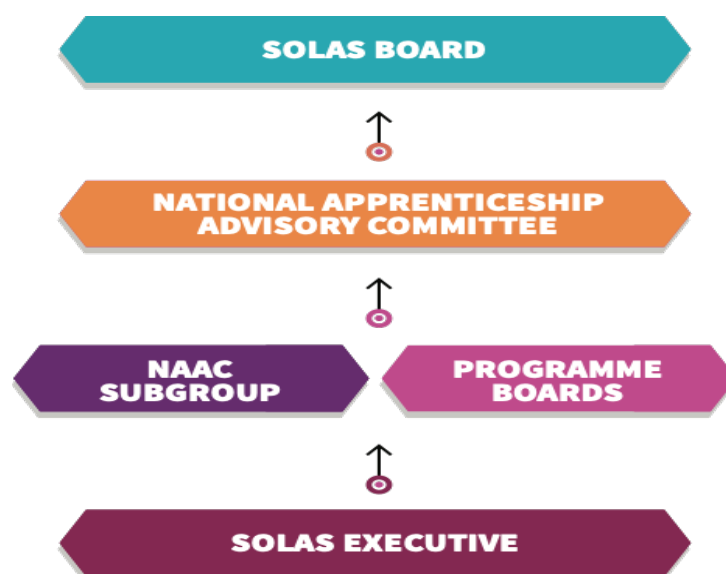 SOLAS BOARD
NATIONAL APPRENTICESHIP
ADVISORY COMMITTEE
NAAC
SUBGROUP
PROGRAMME
BOARDS
SOLAS EXECUTIVE